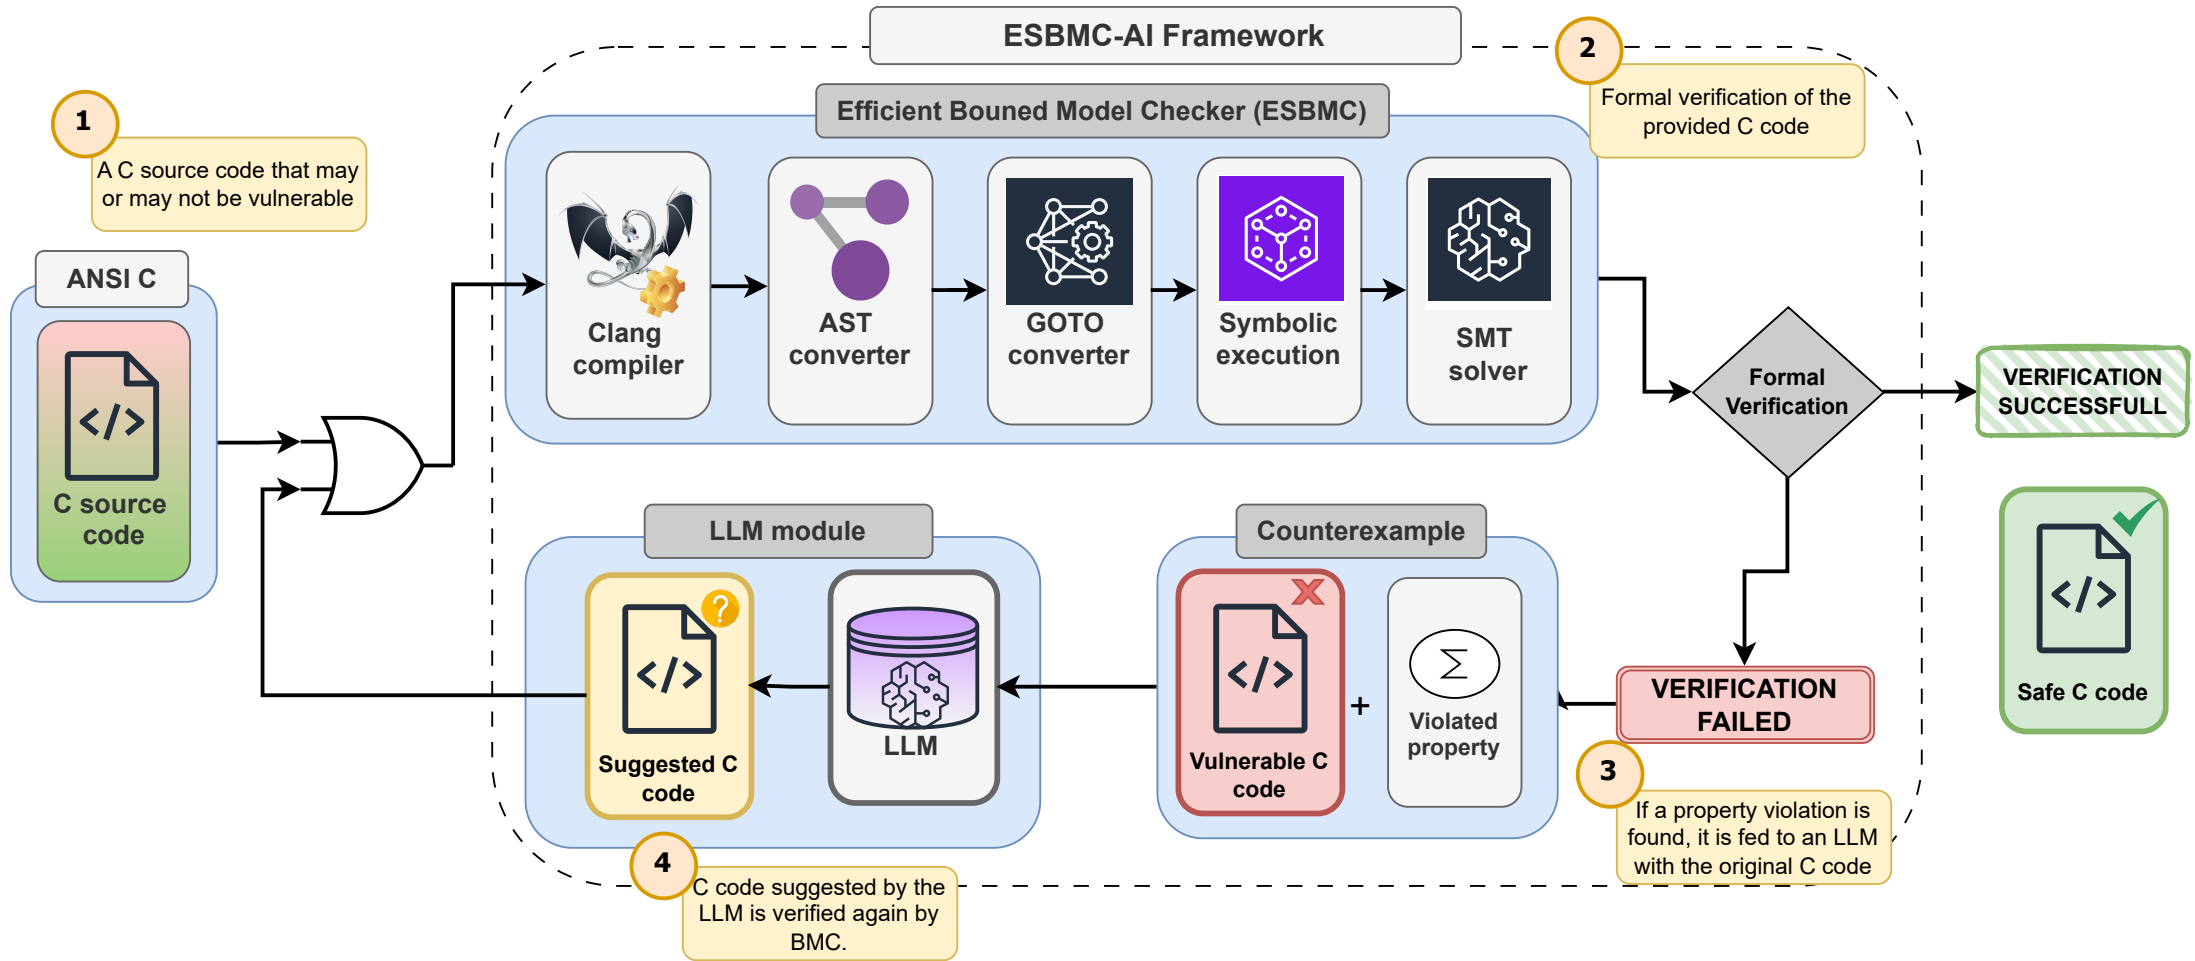 ESBMC-AI Framework
2
Formal verification of the
provided C code
Efficient Bouned Model Checker (ESBMC)
1
A C source code that may
or may not be vulnerable
ANSI C
</>
C source
code
Clang
compiler
AST
converter
GOTO
converter
Symbolic
execution
SMT
solver
Formal
Verification
VERIFICATION
SUCCESSFULL
</>
Safe C code
VERIFICATION
FAILED
3
If a property violation is
found, it is fed to an LLM
with the original C code
Counterexample
</>
Vulnerable C
code
+
Σ
Violated
property
LLM module
LLM
?
</>
Suggested C
code
4
C code suggested by the
LLM is verified again by
BMC.